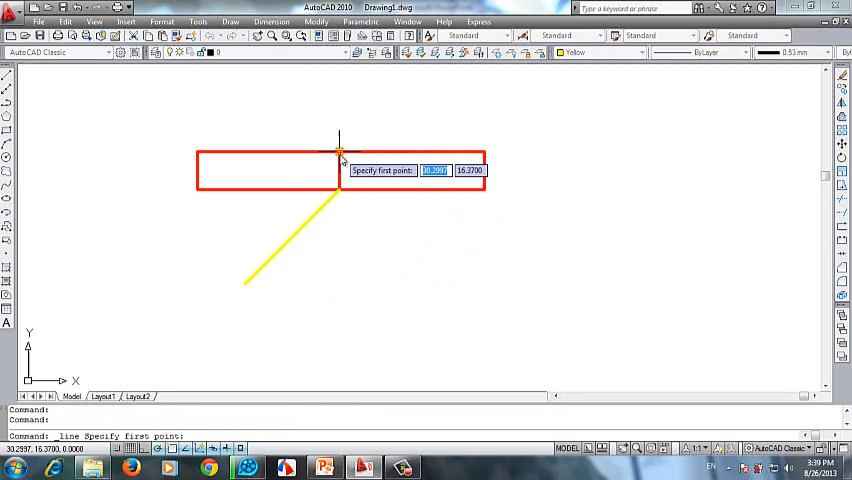 AutoCAD 2010    Drawing1.dwg
Type a keyword or phrase
File Edit View Insert Format Tools Draw Dimension Modify Parametric Window Help Express
AutoCAD Classic 0 Standard Standard Standard
Yellow ByLayer 0.53 mm
Specify first point: 30.2997 16.3700
Y
X
Model Layout1 Layout2
Command:
Command:
Command: _line Specify first point:
30.2997, 16.3700, 0.0000 MODEL 1:1 AutoCAD Classic
EN 3:39 PM
8/26/2013